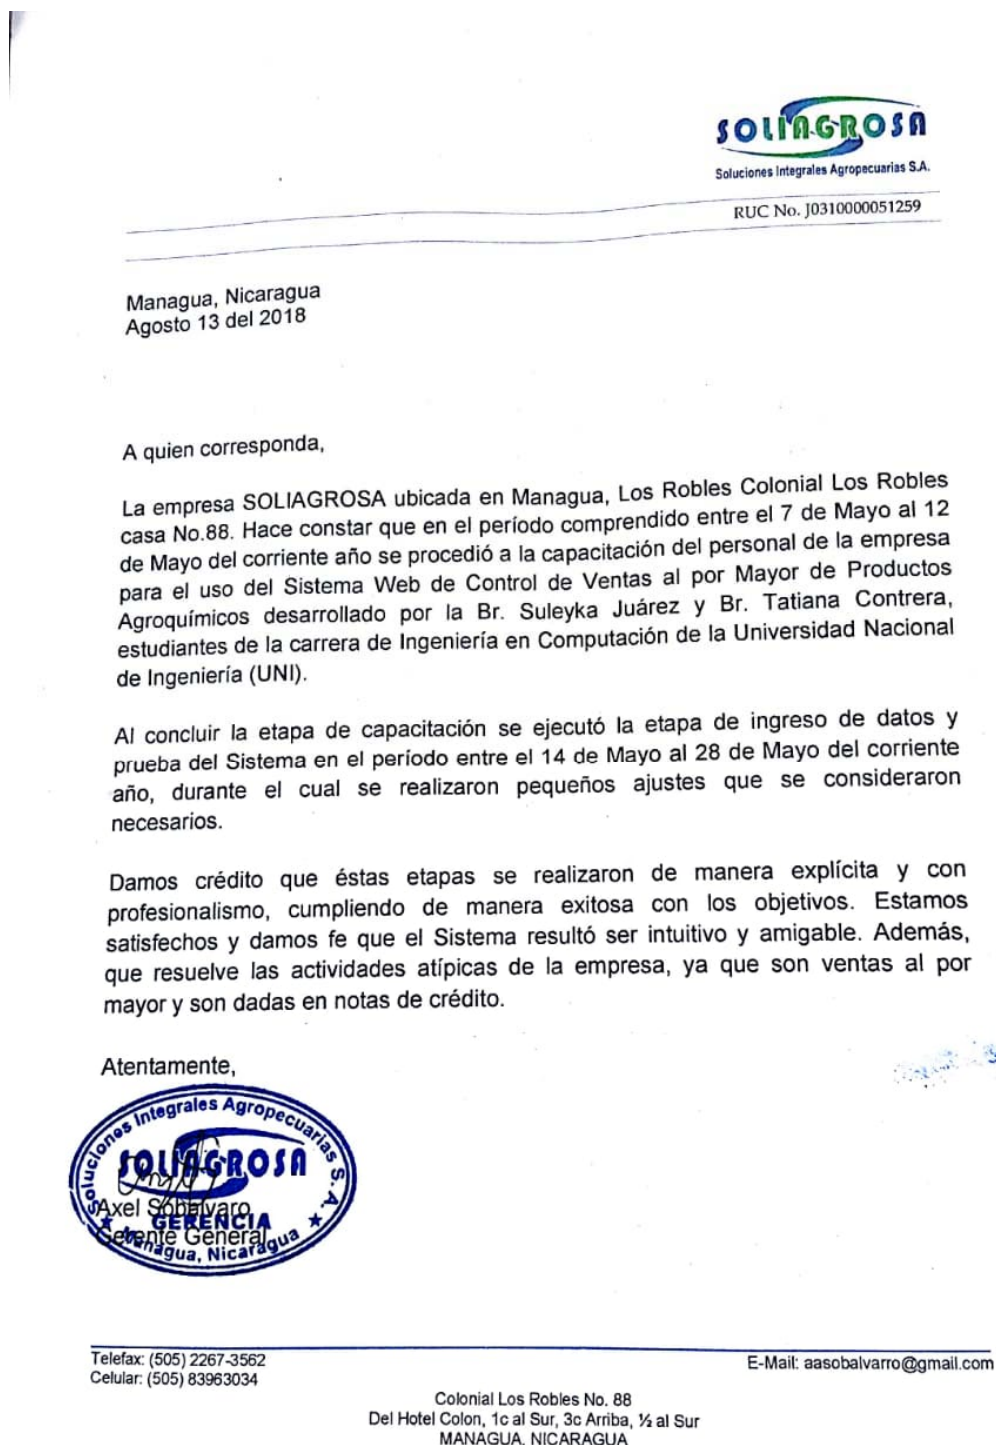 SOLIAGROSA
Soluciones Integrales Agropecuarias S.A.
RUC No. J0310000051259
Managua, Nicaragua
Agosto 13 del 2018
A quien corresponda,
La empresa SOLIAGROSA ubicada en Managua, Los Robles Colonial Los Robles
casa No.88. Hace constar que en el período comprendido entre el 7 de Mayo al 12
de Mayo del corriente año se procedió a la capacitación del personal de la empresa
para el uso del Sistema Web de Control de Ventas al por Mayor de Productos
Agroquímicos desarrollado por la Br. Suleyka Juárez y Br. Tatiana Contrera,
estudiantes de la carrera de Ingeniería en Computación de la Universidad Nacional
de Ingeniería (UNI).
Al concluir la etapa de capacitación se ejecutó la etapa de ingreso de datos y
prueba del Sistema en el período entre el 14 de Mayo al 28 de Mayo del corriente
año, durante el cual se realizaron pequeños ajustes que se consideraron
necesarios.
Damos crédito que éstas etapas se realizaron de manera explícita y con
profesionalismo, cumpliendo de manera exitosa con los objetivos. Estamos
satisfechos y damos fe que el Sistema resultó ser intuitivo y amigable. Además,
que resuelve las actividades atípicas de la empresa, ya que son ventas al por
mayor y son dadas en notas de crédito.
Atentamente,
Soluciones Integrales Agropecuarias S.A.
SOLIAGROSA
Axel Sobalvaro
GERENCIA
Gerente General
Managua, Nicaragua
Telefax: (505) 2267-3562
Celular: (505) 83963034
E-Mail: aasobalvarro@gmail.com
Colonial Los Robles No. 88
Del Hotel Colon, 1c al Sur, 3c Arriba, ½ al Sur
MANAGUA, NICARAGUA